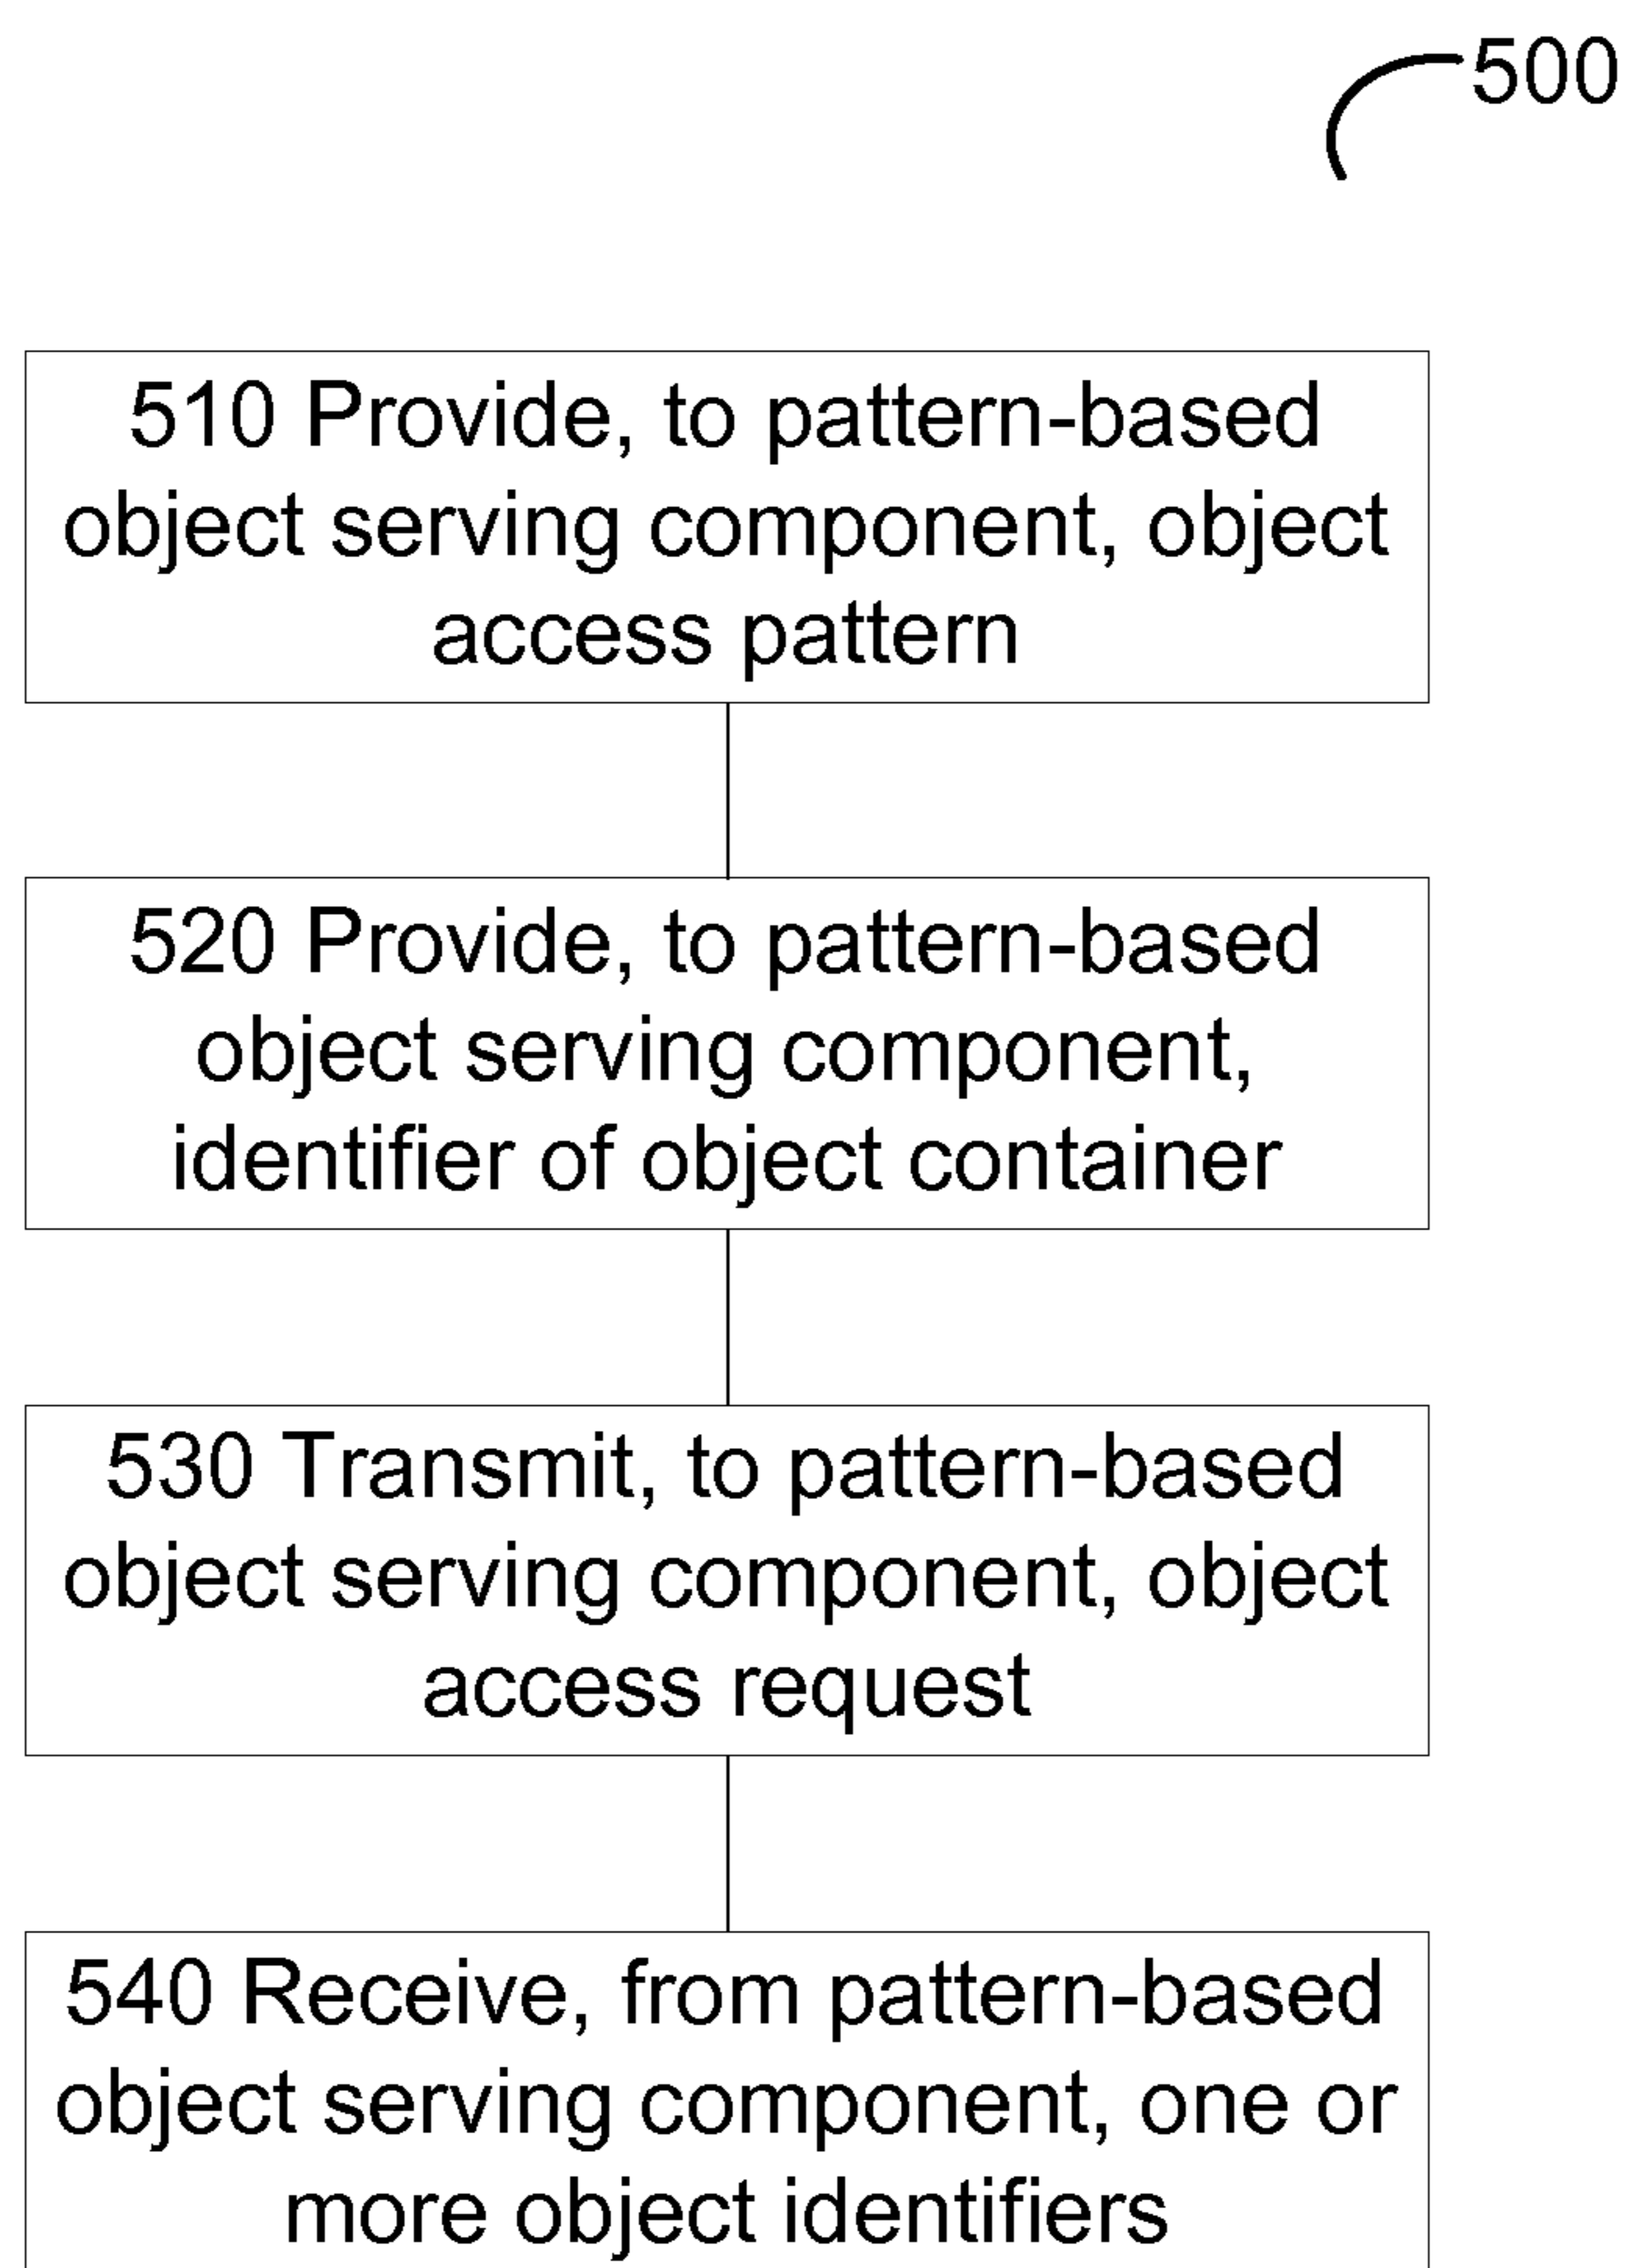 500
510 Provide, to pattern-based
object serving component, object
access pattern
520 Provide, to pattern-based
object serving component,
identifier of object container
530 Transmit, to pattern-based
object serving component, object
access request
540 Receive, from pattern-based
object serving component, one or
more object identifiers